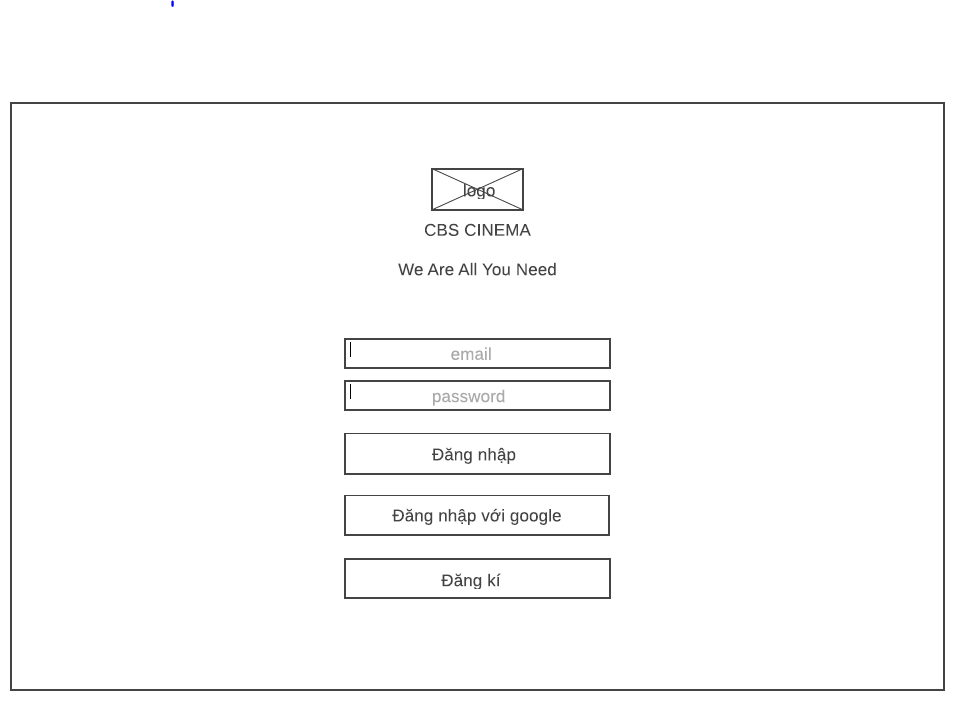 logo
CBS CINEMA
We Are All You Need
email
password
Đăng nhập
Đăng nhập với google
Đăng kí